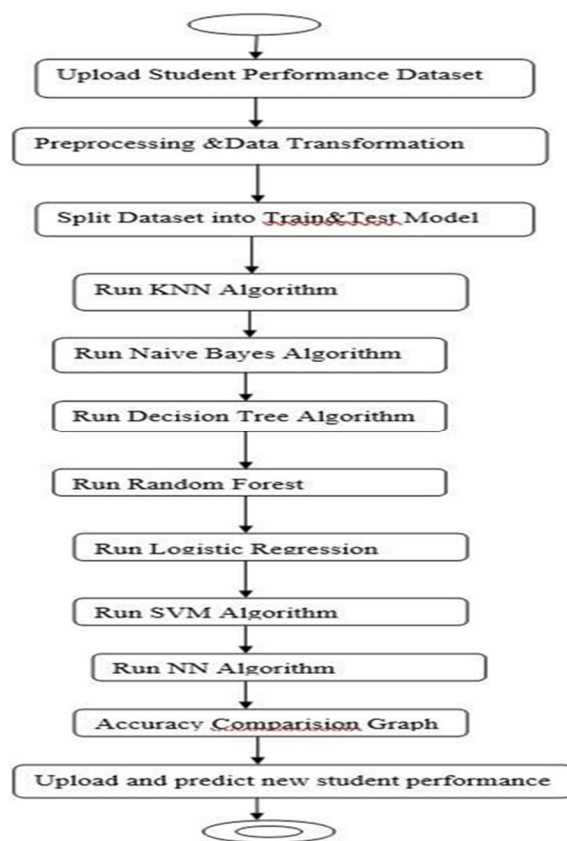 Upload Student Performance Dataset
Preprocessing &Data Transformation
Split Dataset into Train&Test Model
Run KNN Algorithm
Run Naive Bayes Algorithm
Run Decision Tree Algorithm
Run Random Forest
Run Logistic Regression
Run SVM Algorithm
Run NN Algorithm
Accuracy Comparision Graph
Upload and predict new student performance